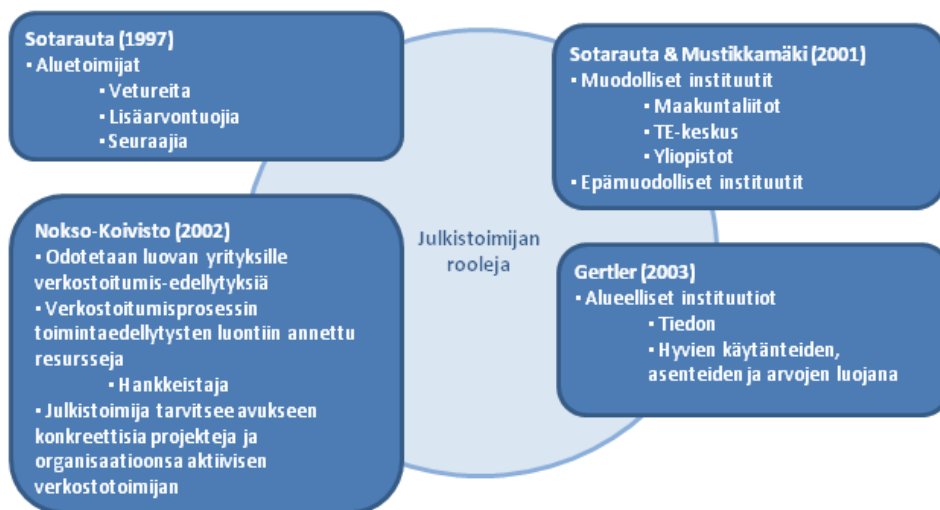 Sotarauta (1997)
▪ Aluetoimijat
▪ Vetureita
▪ Lisäarvontuojia
▪ Seuraajia
Sotarauta & Mustikkamäki (2001)
▪ Muodolliset instituutit
▪ Maakuntaliitot
▪ TE-keskus
▪ Yliopistot
▪ Epämuodolliset instituutit
Julkistoimijan
rooleja
Nokso-Koivisto (2002)
▪ Odotetaan luovan yrityksille
verkostoitumis-edellytyksiä
▪ Verkostoitumisprosessin
toimintaedellytysten luontiin annettu
resursseja
▪ Hankkeistaja
▪ Julkistoimija tarvitsee avukseen
konkreettisia projekteja ja
organisaatioonsa aktiivisen
verkostotoimijan
Gertler (2003)
▪ Alueelliset instituutiot
▪ Tiedon
▪ Hyvien käytänteiden,
asenteiden ja arvojen luojana